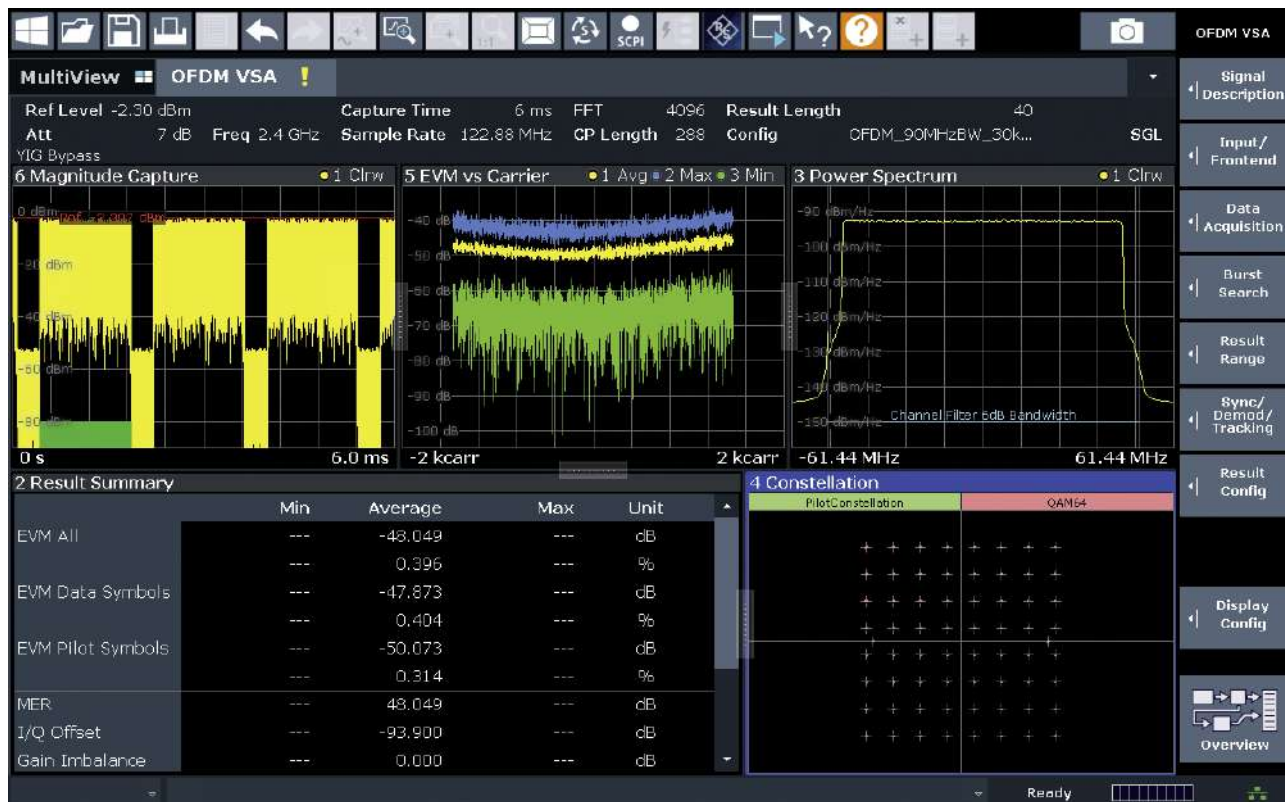 SCPI
1:1
OFDM VSA
MultiView OFDM VSA !
Signal Description
Ref Level -2.30 dBm Capture Time 6 ms FFT 4096 Result Length 40
Att 7 dB Freq 2.4 GHz Sample Rate 122.88 MHz CP Length 288 Config OFDM_90MHzBW_30k... SGL
YIG Bypass
Input/ Frontend
6 Magnitude Capture 1 Clrw
0 dBm
-20 dBm
-40 dBm
-60 dBm
-80 dBm
0 s 6.0 ms
5 EVM vs Carrier 1 Avg 2 Max 3 Min
-40 dB
-50 dB
-60 dB
-70 dB
-80 dB
-90 dB
-100 dB
-2 kcarr 2 kcarr
3 Power Spectrum 1 Clrw
-90 dBm/Hz
-100 dBm/Hz
-110 dBm/Hz
-120 dBm/Hz
-130 dBm/Hz
-140 dBm/Hz
-150 dBm/Hz
Channel Filter 6dB Bandwidth
-61.44 MHz 61.44 MHz
Data Acquisition
Burst Search
Result Range
Sync/ Demod/ Tracking
Result Config
Display Config
Overview
2 Result Summary
Min Average Max Unit
EVM All --- -48.049 --- dB
--- 0.396 --- %
EVM Data Symbols --- -47.873 --- dB
--- 0.404 --- %
EVM Pilot Symbols --- -50.073 --- dB
--- 0.314 --- %
MER --- 48.049 --- dB
I/Q Offset --- -93.900 --- dB
Gain Imbalance --- 0.000 --- dB
4 Constellation
PilotConstellation QAM64
Ready